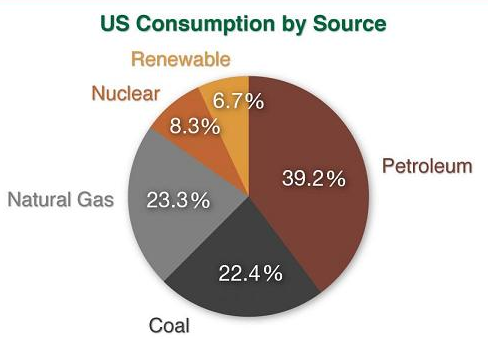 US Consumption by Source
Renewable
Nuclear
6.7%
8.3%
Petroleum
39.2%
Natural Gas
23.3%
22.4%
Coal